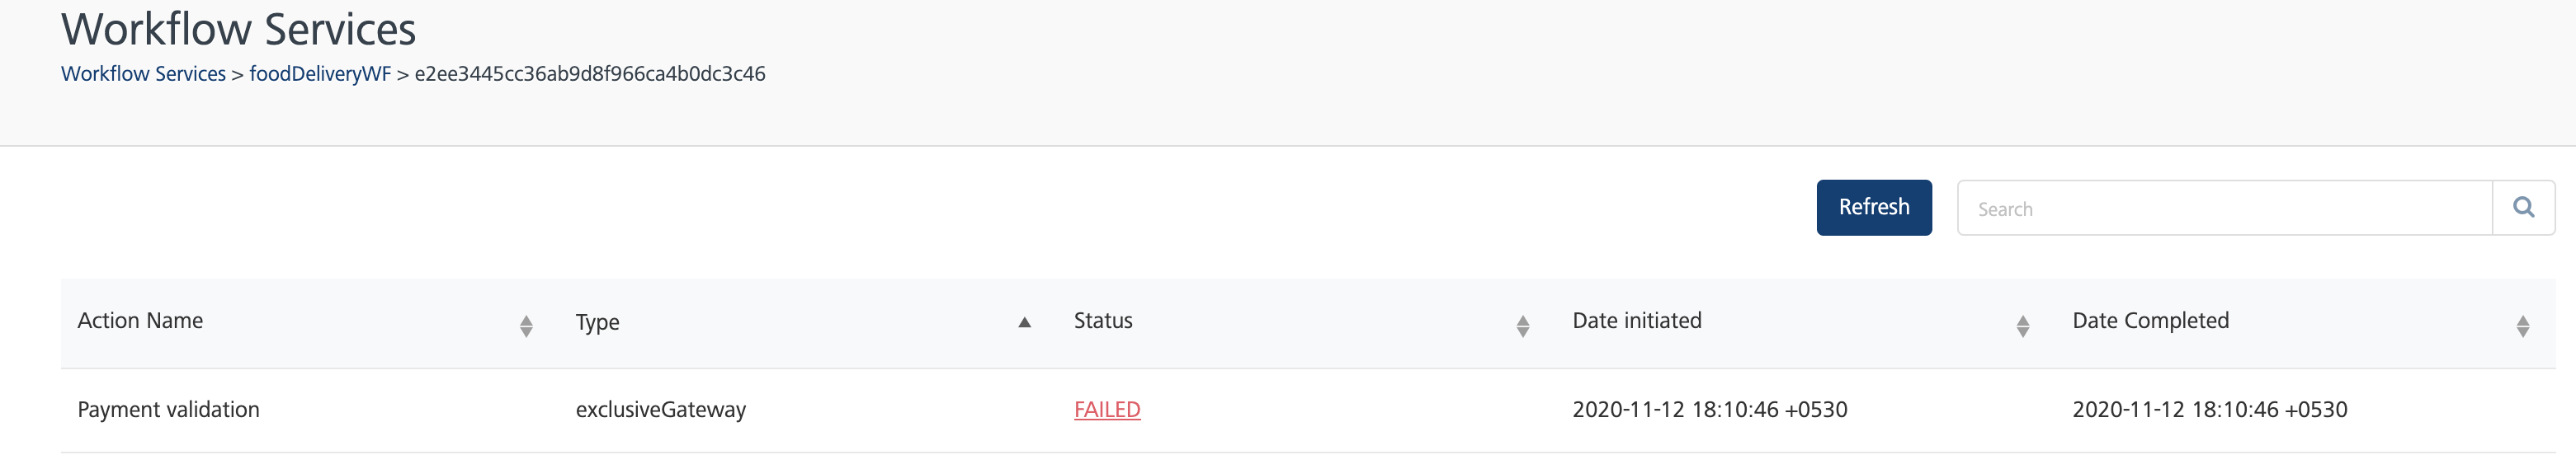 Workflow Services
Workflow Services > foodDeliveryWF > e2ee3445cc36ab9d8f966ca4b0dc3c46
Refresh
Search
Action Name Type Status Date initiated Date Completed
Payment validation exclusiveGateway FAILED 2020-11-12 18:10:46 +0530 2020-11-12 18:10:46 +0530